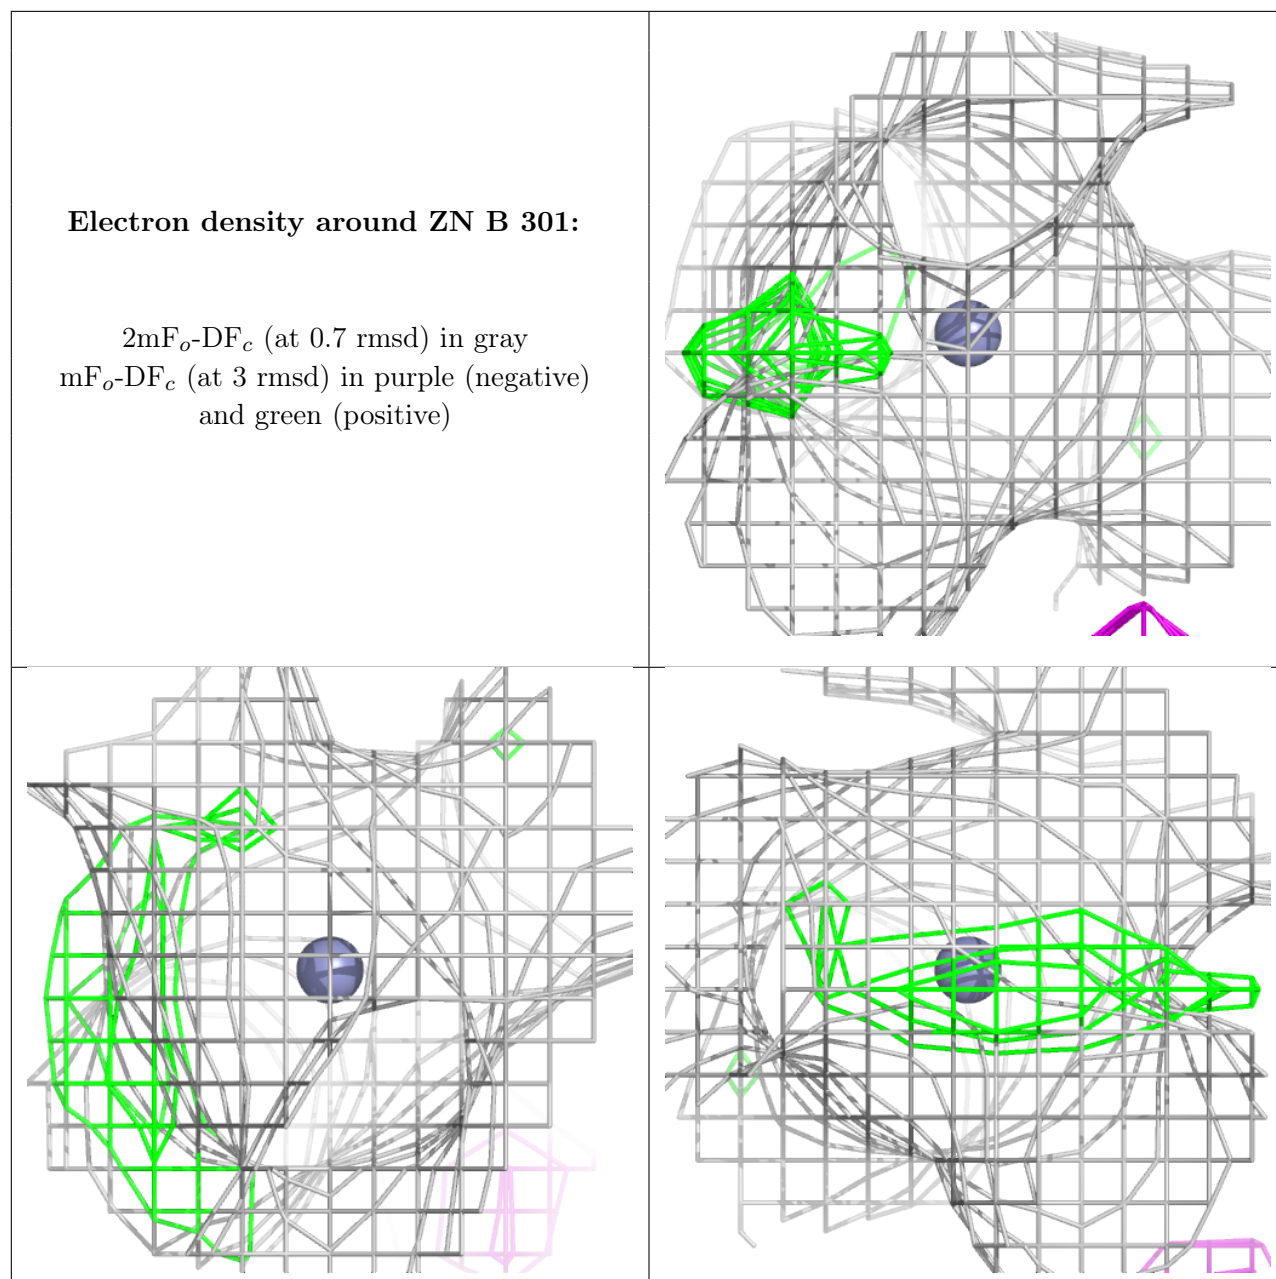 Electron density around ZN B 301:
2mFo-DFc (at 0.7 rmsd) in gray
mFo-DFc (at 3 rmsd) in purple (negative)
and green (positive)